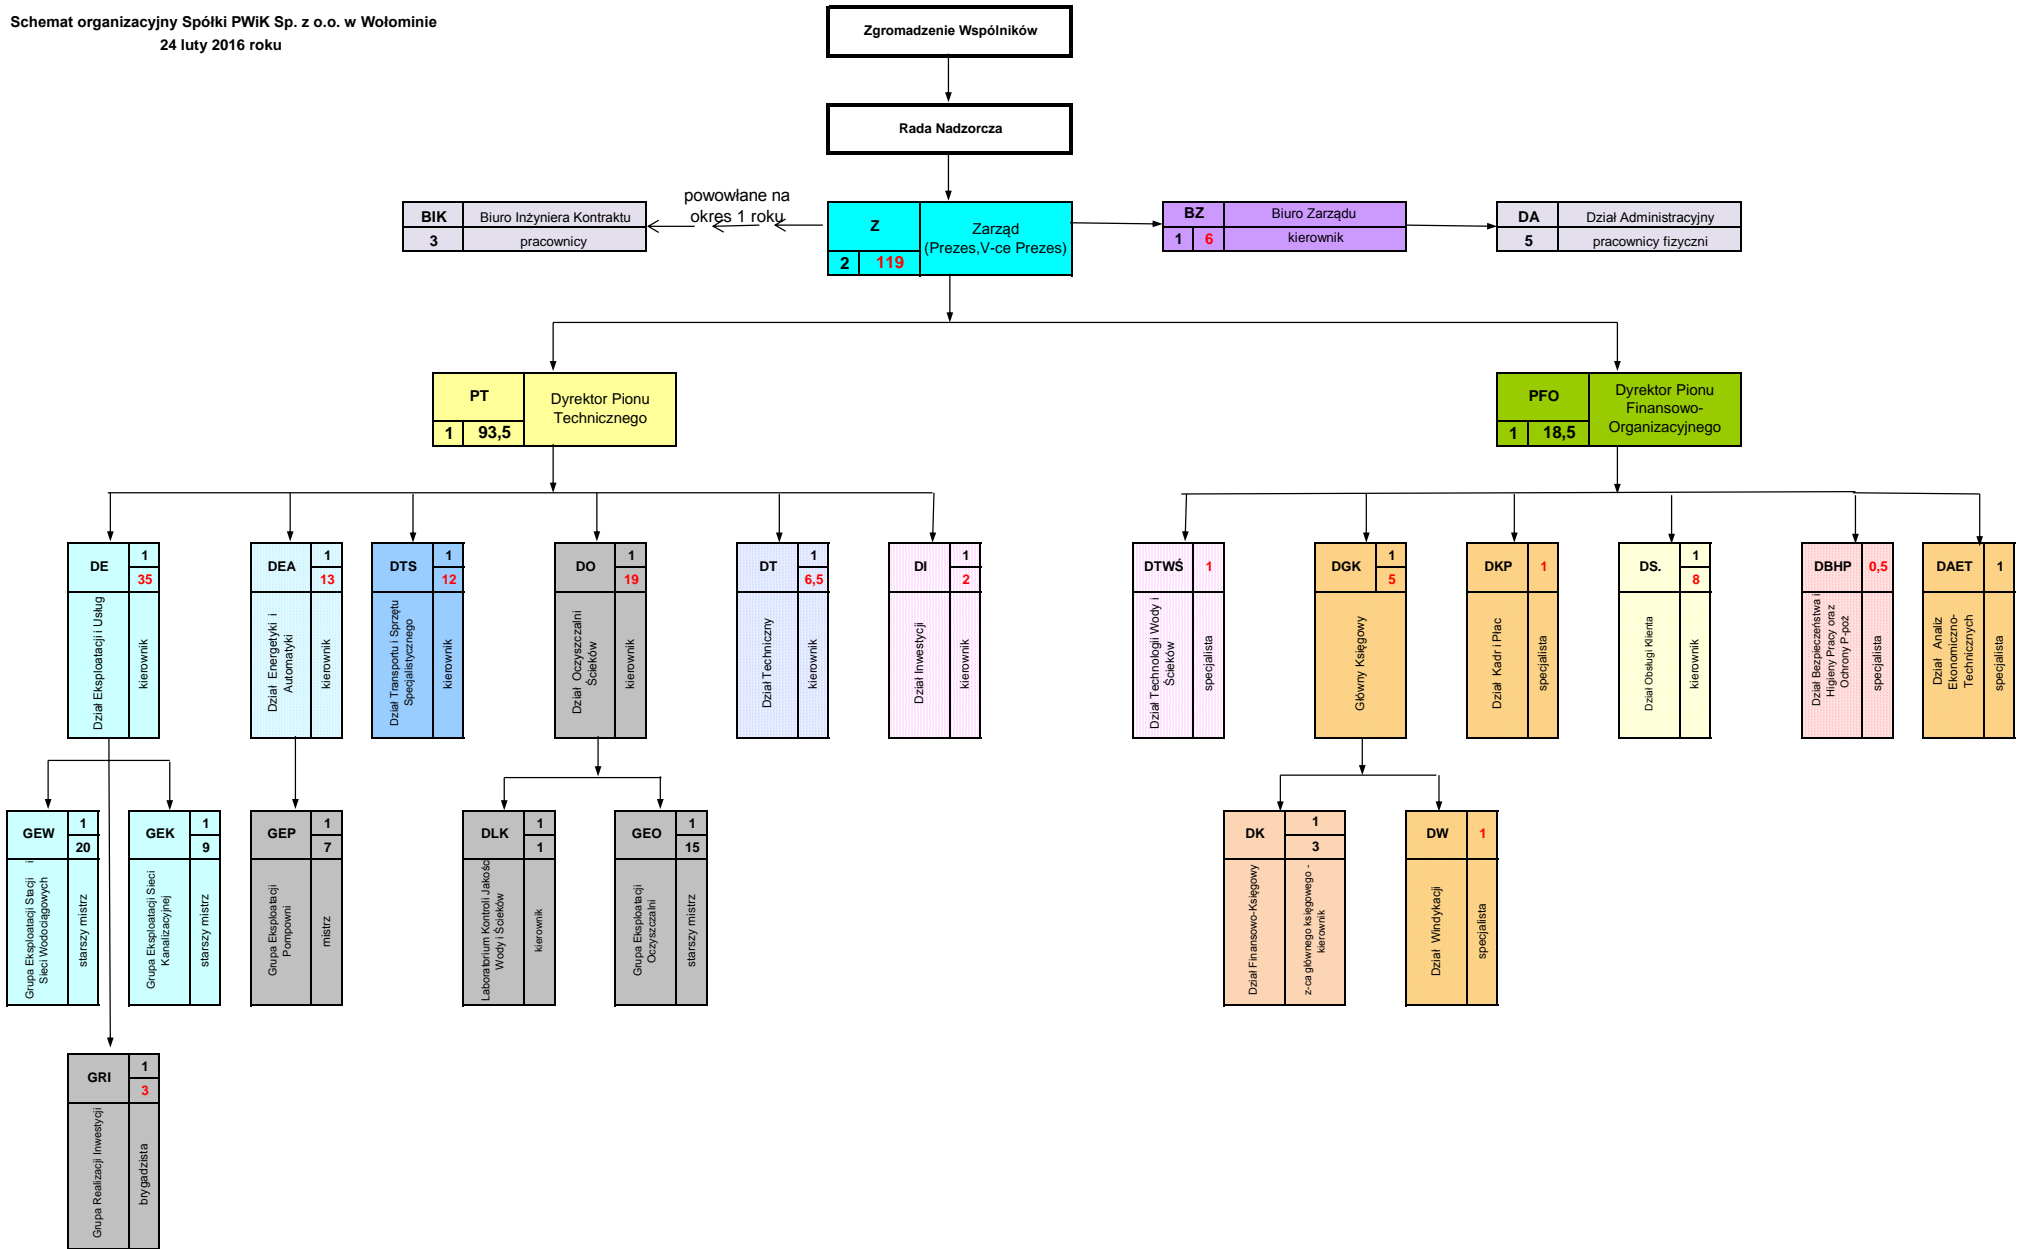 Schemat organizacyjny Spółki PWiK Sp. z o.o. w Wołominie
24 luty 2016 roku
Zgromadzenie Wspólników
Rada Nadzorcza
powowłane na
okres 1 roku
BIK
Biuro Inżyniera Kontraktu
3
pracownicy
Z
Zarząd
(Prezes,V-ce Prezes)
2
119
BZ
Biuro Zarządu
1
6
kierownik
DA
Dział Administracyjny
5
pracownicy fizyczni
PT
Dyrektor Pionu
Technicznego
1
93,5
PFO
Dyrektor Pionu
Finansowo-
Organizacyjnego
1
18,5
DE
1
35
Dział Eksploatacji i Usług
kierownik
DEA
1
13
Dział Energetyki i
Automatyki
kierownik
DTS
1
12
Dział Transportu i Sprzętu
Specjalistycznego
kierownik
DO
1
19
Dział Oczyszczalni
Ścieków
kierownik
DT
1
6,5
Dział Techniczny
kierownik
DI
1
2
Dział Inwestycji
kierownik
DTWŚ
1
Dział Technologii Wody i
Ścieków
specjalista
DGK
1
5
Główny Księgowy
DKP
1
Dział Kadr i Płac
specjalista
DS.
1
8
Dział Obsługi Klienta
kierownik
DBHP
0,5
Dział Bezpieczeństwa i
Higieny Pracy oraz
Ochrony P-poż
specjalista
DAET
1
Dział Analiz
Ekonomiczno-
Technicznych
specjalista
GEW
1
20
Grupa Eksploatacji Stacji i
Sieci Wodociągowych
starszy mistrz
GEK
1
9
Grupa Eksploatacji Sieci
Kanalizacyjnej
starszy mistrz
GEP
1
7
Grupa Eksploatacji
Pompowni
mistrz
DLK
1
1
Laboratorium Kontroli Jakości
Wody i Ścieków
kierownik
GEO
1
15
Grupa Eksploatacji
Oczyszczalni
starszy mistrz
DK
1
3
Dział Finansowo-Księgowy
z-ca głównego księgowego -
kierownik
DW
1
Dział Windykacji
specjalista
GRI
1
3
Grupa Realizacji Inwestycji
brygadzista